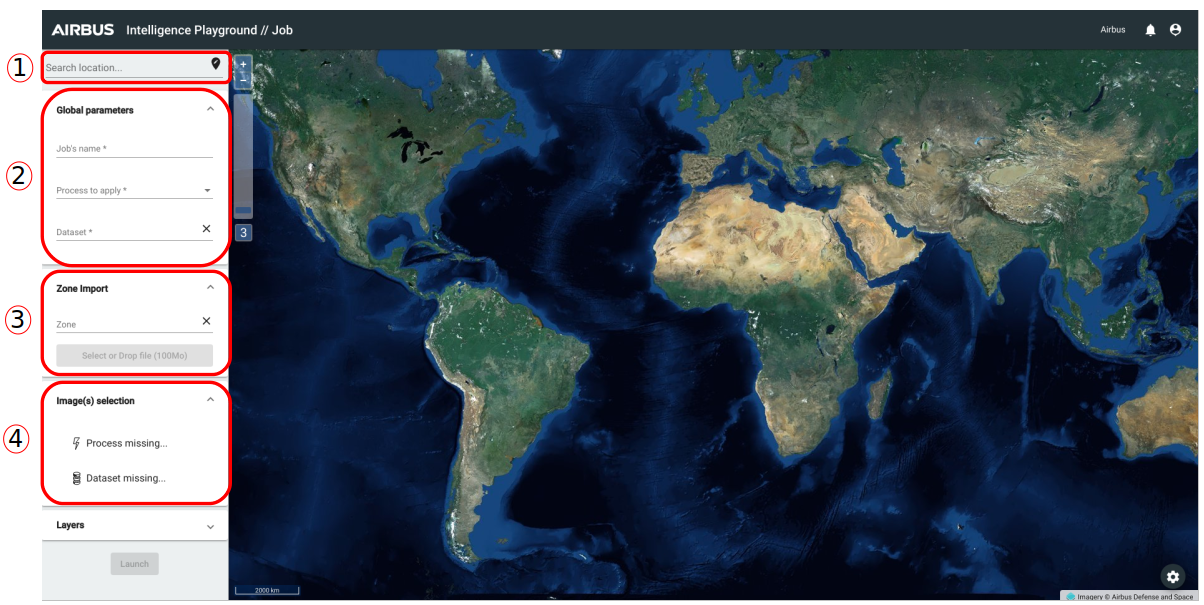 AIRBUS Intelligence Playground // Job
Airbus
1
Search location...
+
−
2
Global parameters
Job's name *
Process to apply *
Dataset *
3
3
Zone Import
Zone
Select or Drop file (100Mo)
4
Image(s) selection
Process missing...
Dataset missing...
Layers
Launch
2000 km
Imagery © Airbus Defense and Space